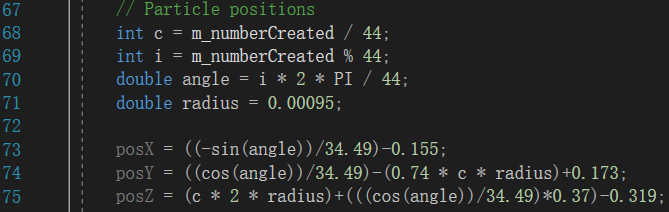 67 // Particle positions
68 int c = m_numberCreated / 44;
69 int i = m_numberCreated % 44;
70 double angle = i * 2 * PI / 44;
71 double radius = 0.00095;
72
73 posX = ((-sin(angle))/34.49)-0.155;
74 posY = ((cos(angle))/34.49)-(0.74 * c * radius)+0.173;
75 posZ = (c * 2 * radius)+(((cos(angle))/34.49)*0.37)-0.319;